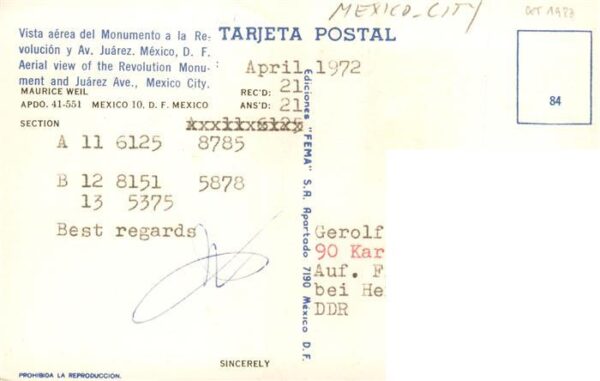 MEXICO-CITY
OCT 1973
Vista aérea del Monumento a la Re-
volución y Av. Juárez. México, D. F.
Aerial view of the Revolution Monu-
ment and Juárez Ave., Mexico City.
TARJETA POSTAL
April 1972
MAURICE WEIL
APDO. 41-551 MEXICO 10, D. F. MEXICO
REC'D: 21
ANS'D: 21
84
SECTION
A 11 6125 8785
B 12 8151 5878
13 5375
Best regards
Ediciones "FEMA" S. A. Apartado 7190 México D. F.
Gerolf
90 Kar
Auf. F
bei He
DDR
SINCERELY
PROHIBIDA LA REPRODUCCION.